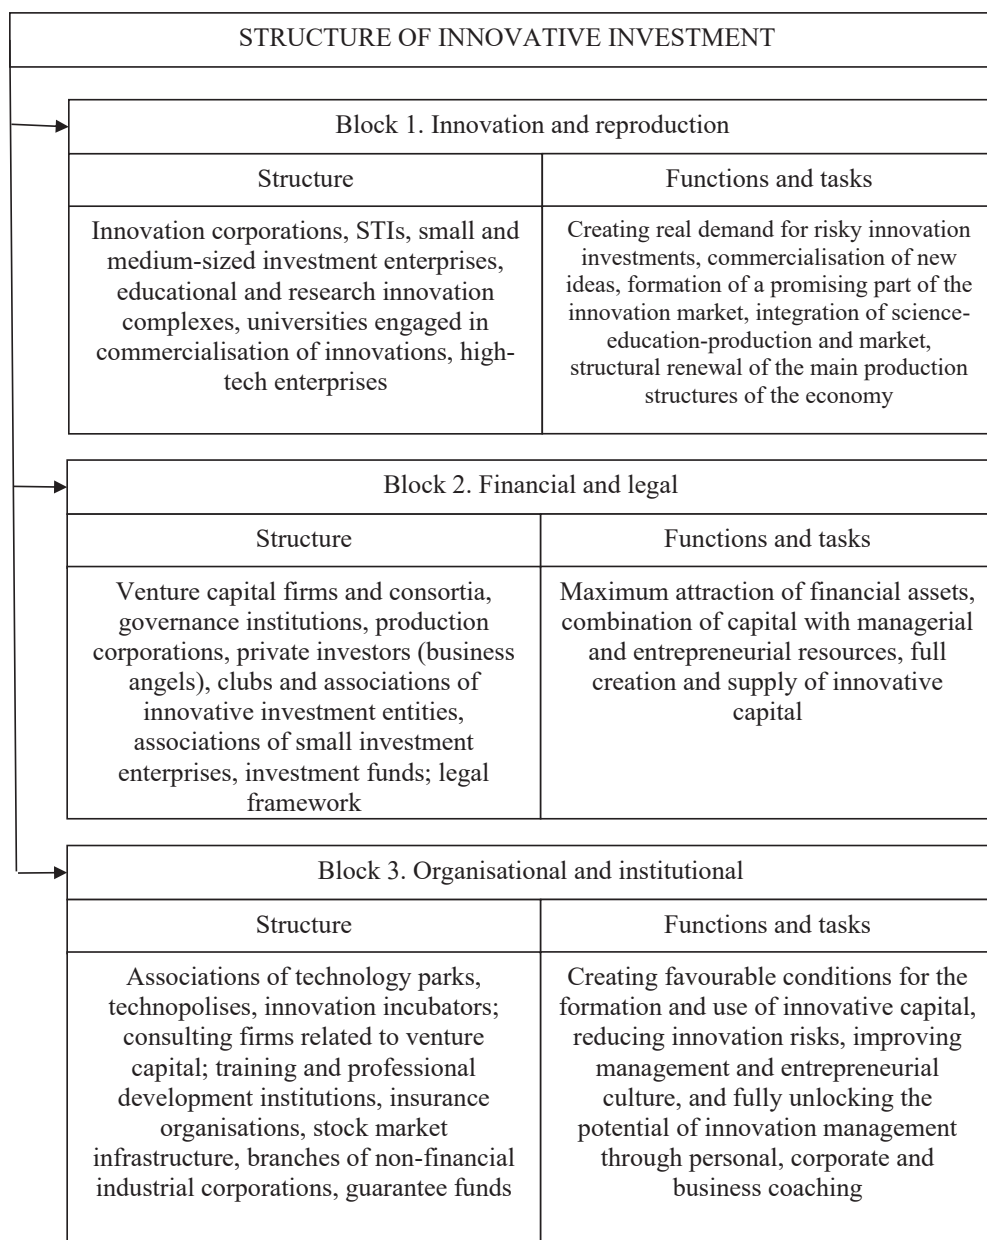 STRUCTURE OF INNOVATIVE INVESTMENT
Block 1. Innovation and reproduction
Structure
Functions and tasks
Innovation corporations, STIs, small and
medium-sized investment enterprises,
educational and research innovation
complexes, universities engaged in
commercialisation of innovations, high-
tech enterprises
Creating real demand for risky innovation
investments, commercialisation of new
ideas, formation of a promising part of the
innovation market, integration of science-
education-production and market,
structural renewal of the main production
structures of the economy
Block 2. Financial and legal
Structure
Functions and tasks
Venture capital firms and consortia,
governance institutions, production
corporations, private investors (business
angels), clubs and associations of
innovative investment entities,
associations of small investment
enterprises, investment funds; legal
framework
Maximum attraction of financial assets,
combination of capital with managerial
and entrepreneurial resources, full
creation and supply of innovative
capital
Block 3. Organisational and institutional
Structure
Functions and tasks
Associations of technology parks,
technopolises, innovation incubators;
consulting firms related to venture
capital; training and professional
development institutions, insurance
organisations, stock market
infrastructure, branches of non-financial
industrial corporations, guarantee funds
Creating favourable conditions for the
formation and use of innovative capital,
reducing innovation risks, improving
management and entrepreneurial
culture, and fully unlocking the
potential of innovation management
through personal, corporate and
business coaching